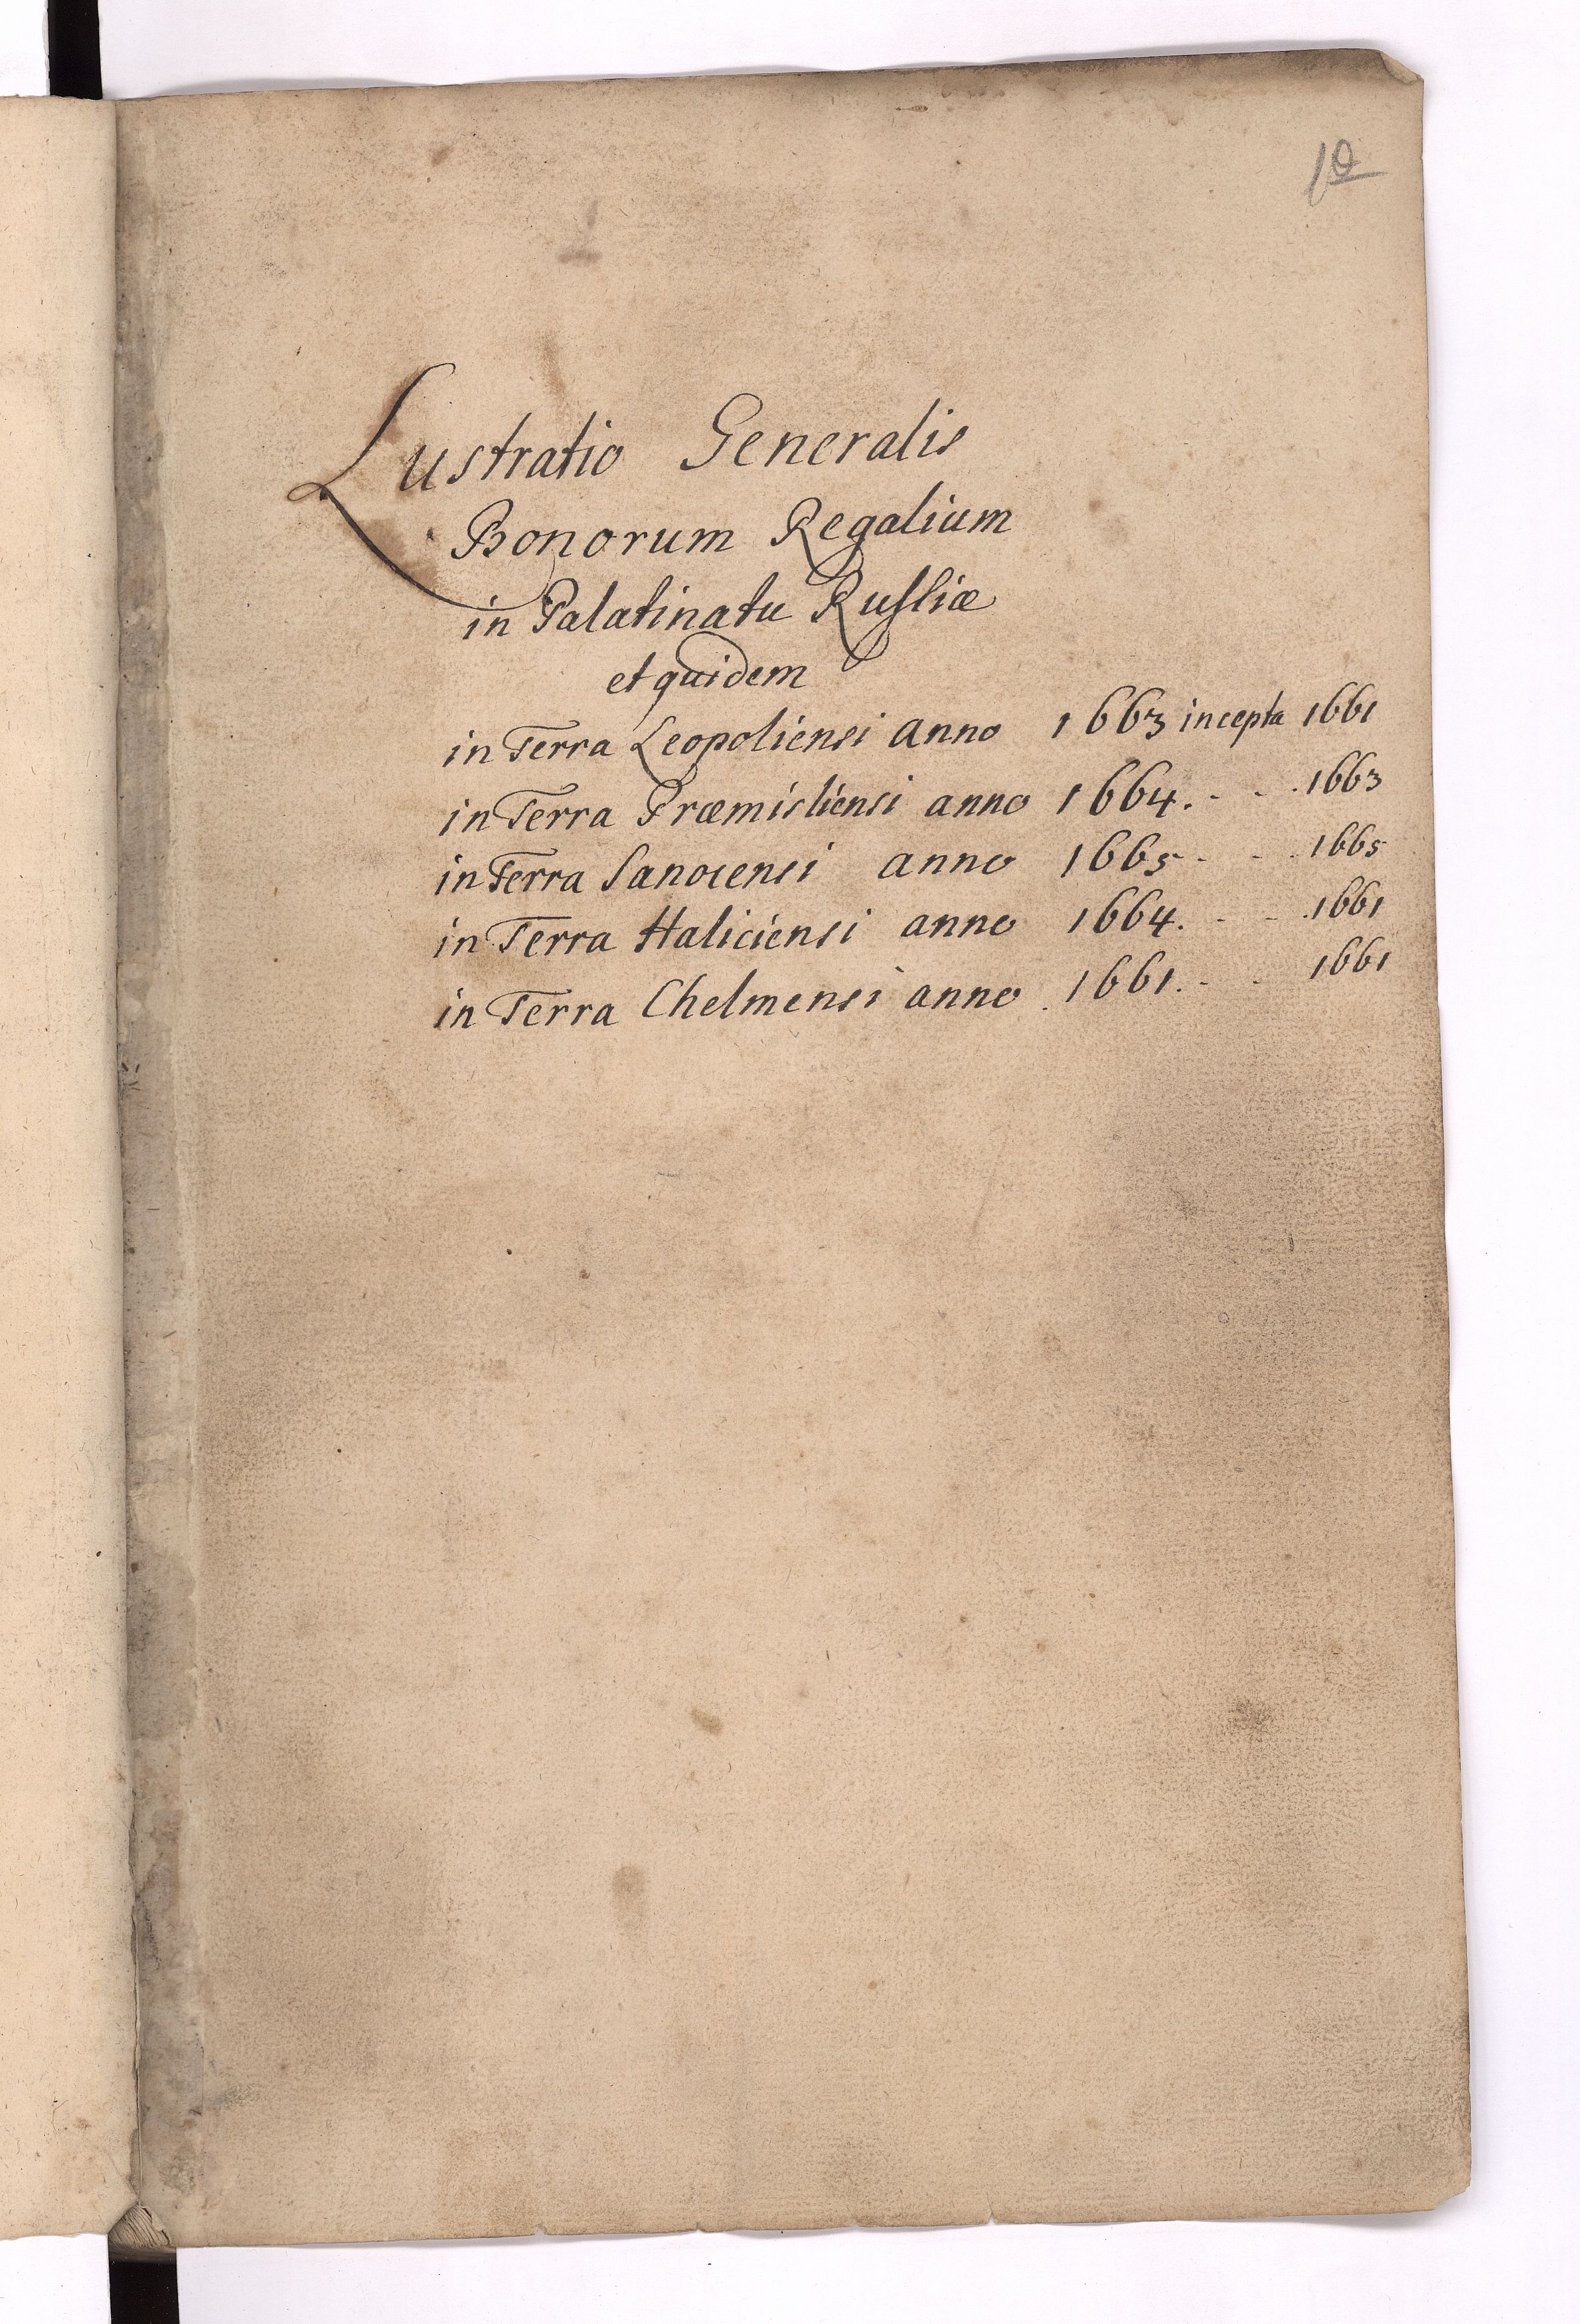 10
Lustratio Generalis
Bonorum Regalium
in Palatinatu Ruſsiæ
et quidem
in Terra Leopoliensi anno 1663 incepta 1661
in Terra Præmisliensi anno 1664. - - . 1663
in Terra Sanocensi anno 1665 - - . 1665
in Terra Haliciensi anno 1664. - - . 1661
in Terra Chelmensi anno . 1661. - - 1661